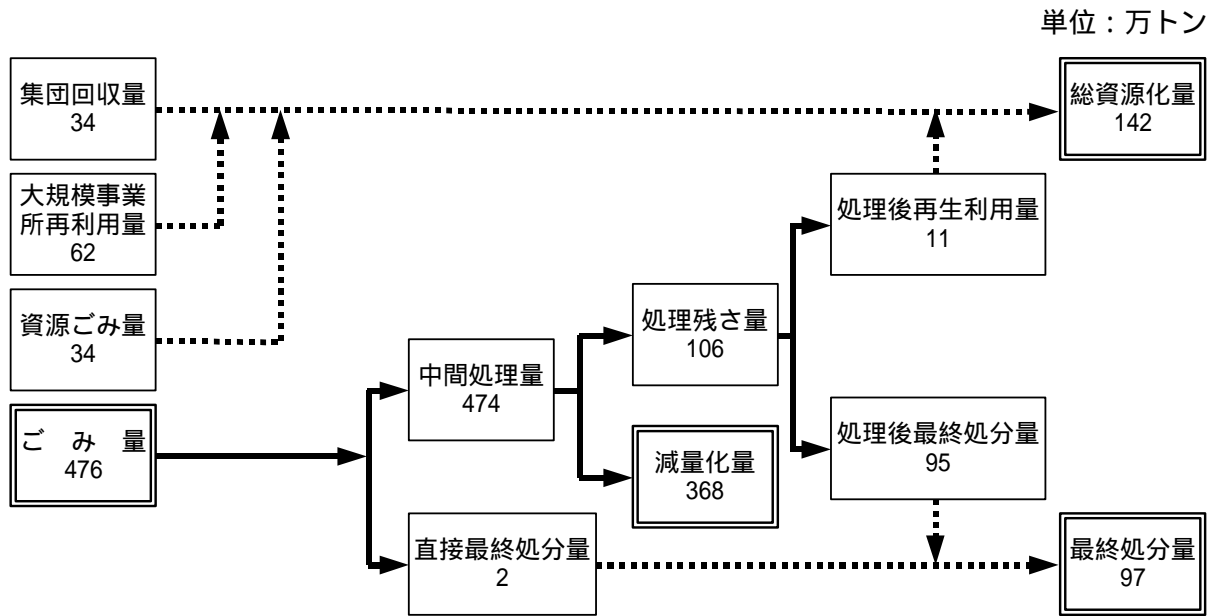 単位：万トン
集団回収量
34
総資源化量
142
大規模事業
所再利用量
62
処理後再生利用量
11
資源ごみ量
34
処理残さ量
106
中間処理量
474
ごみ量
476
減量化量
368
処理後最終処分量
95
直接最終処分量
2
最終処分量
97